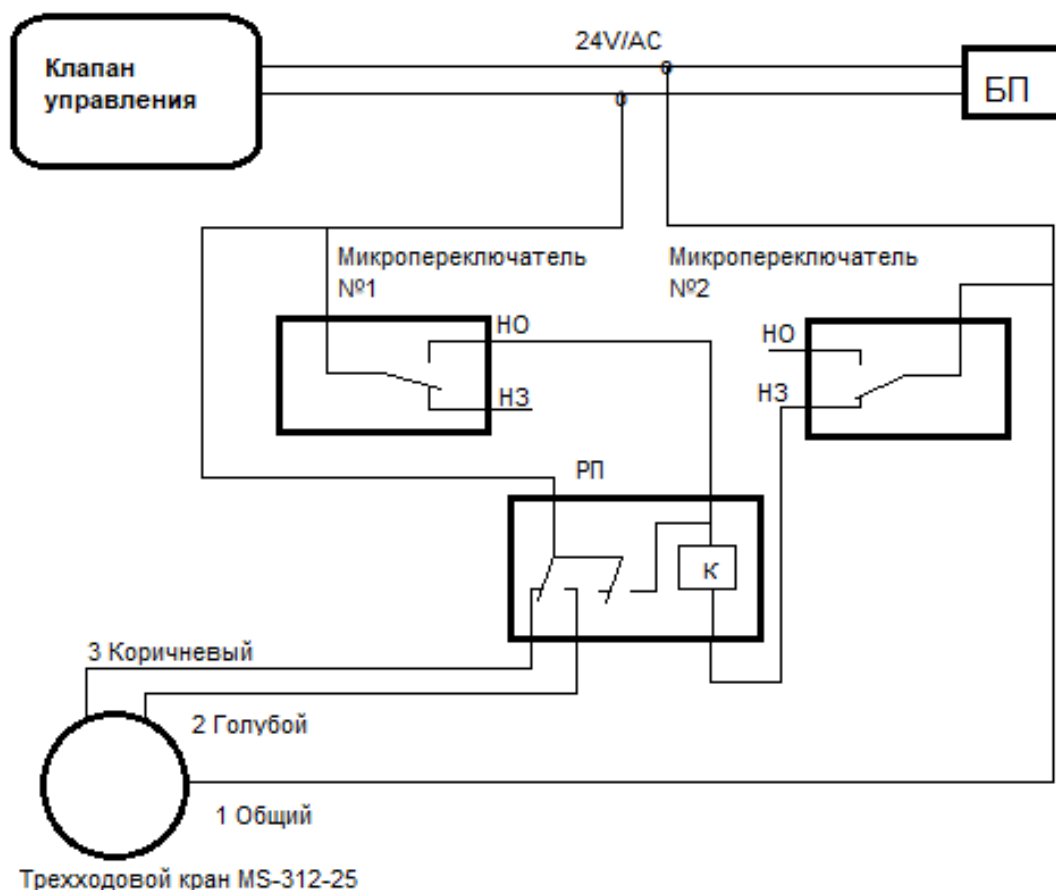 24V/AC
Клапан
управления
БП
Микропереключатель
№1
Микропереключатель
№2
НО
НЗ
НО
НЗ
РП
К
3 Коричневый
2 Голубой
1 Общий
Трехходовой кран MS-312-25